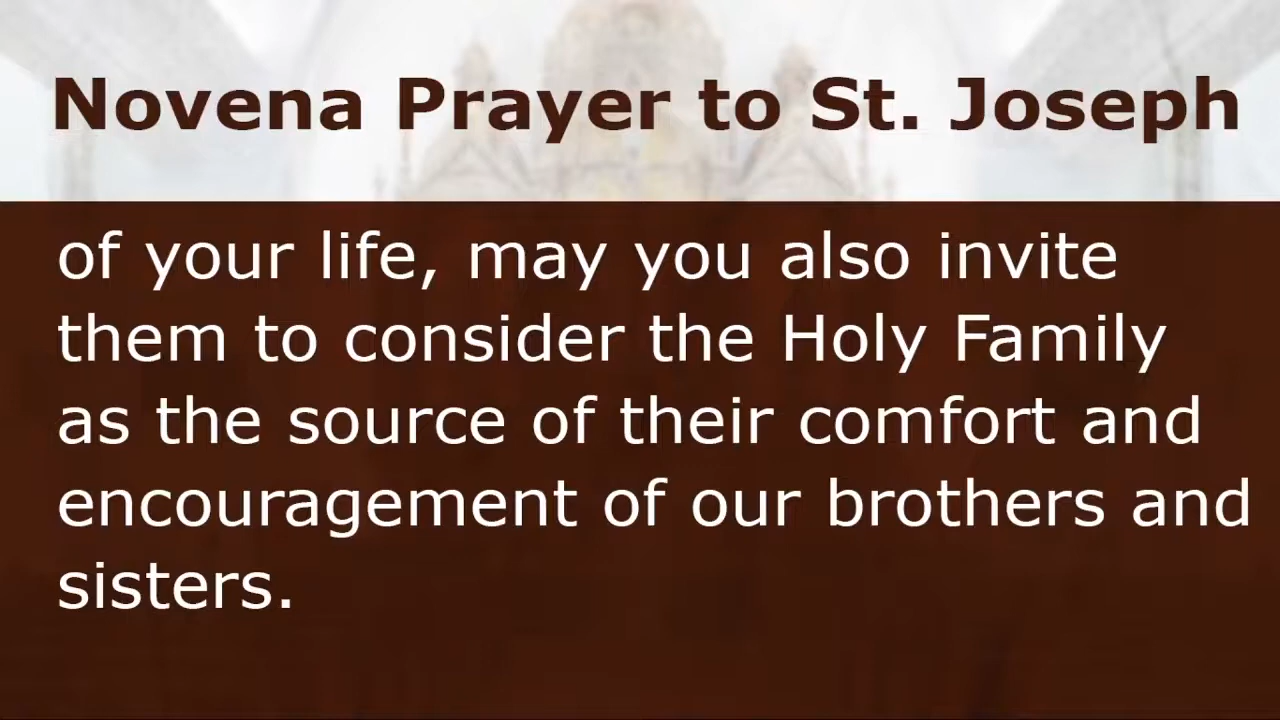 Novena Prayer to St. Joseph
of your life, may you also invite
them to consider the Holy Family
as the source of their comfort and
encouragement of our brothers and
sisters.